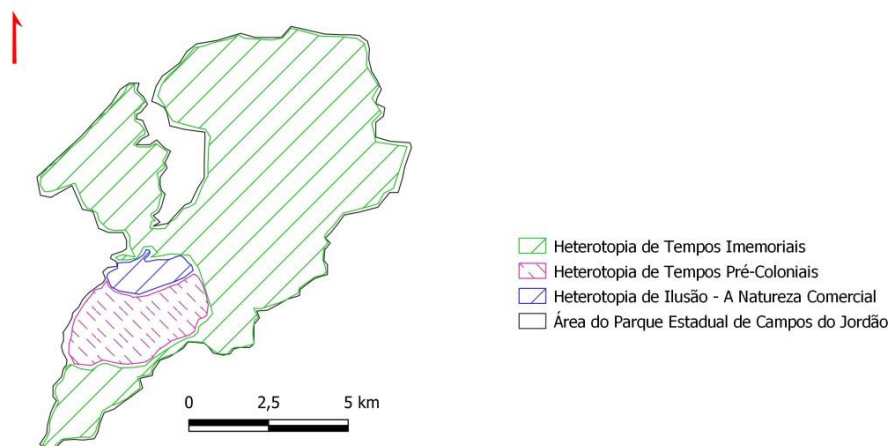 Heterotopia de Tempos Imemoriais
Heterotopia de Tempos Pré-Coloniais
Heterotopia de Ilusão - A Natureza Comercial
Área do Parque Estadual de Campos do Jordão
0 2,5 5 km